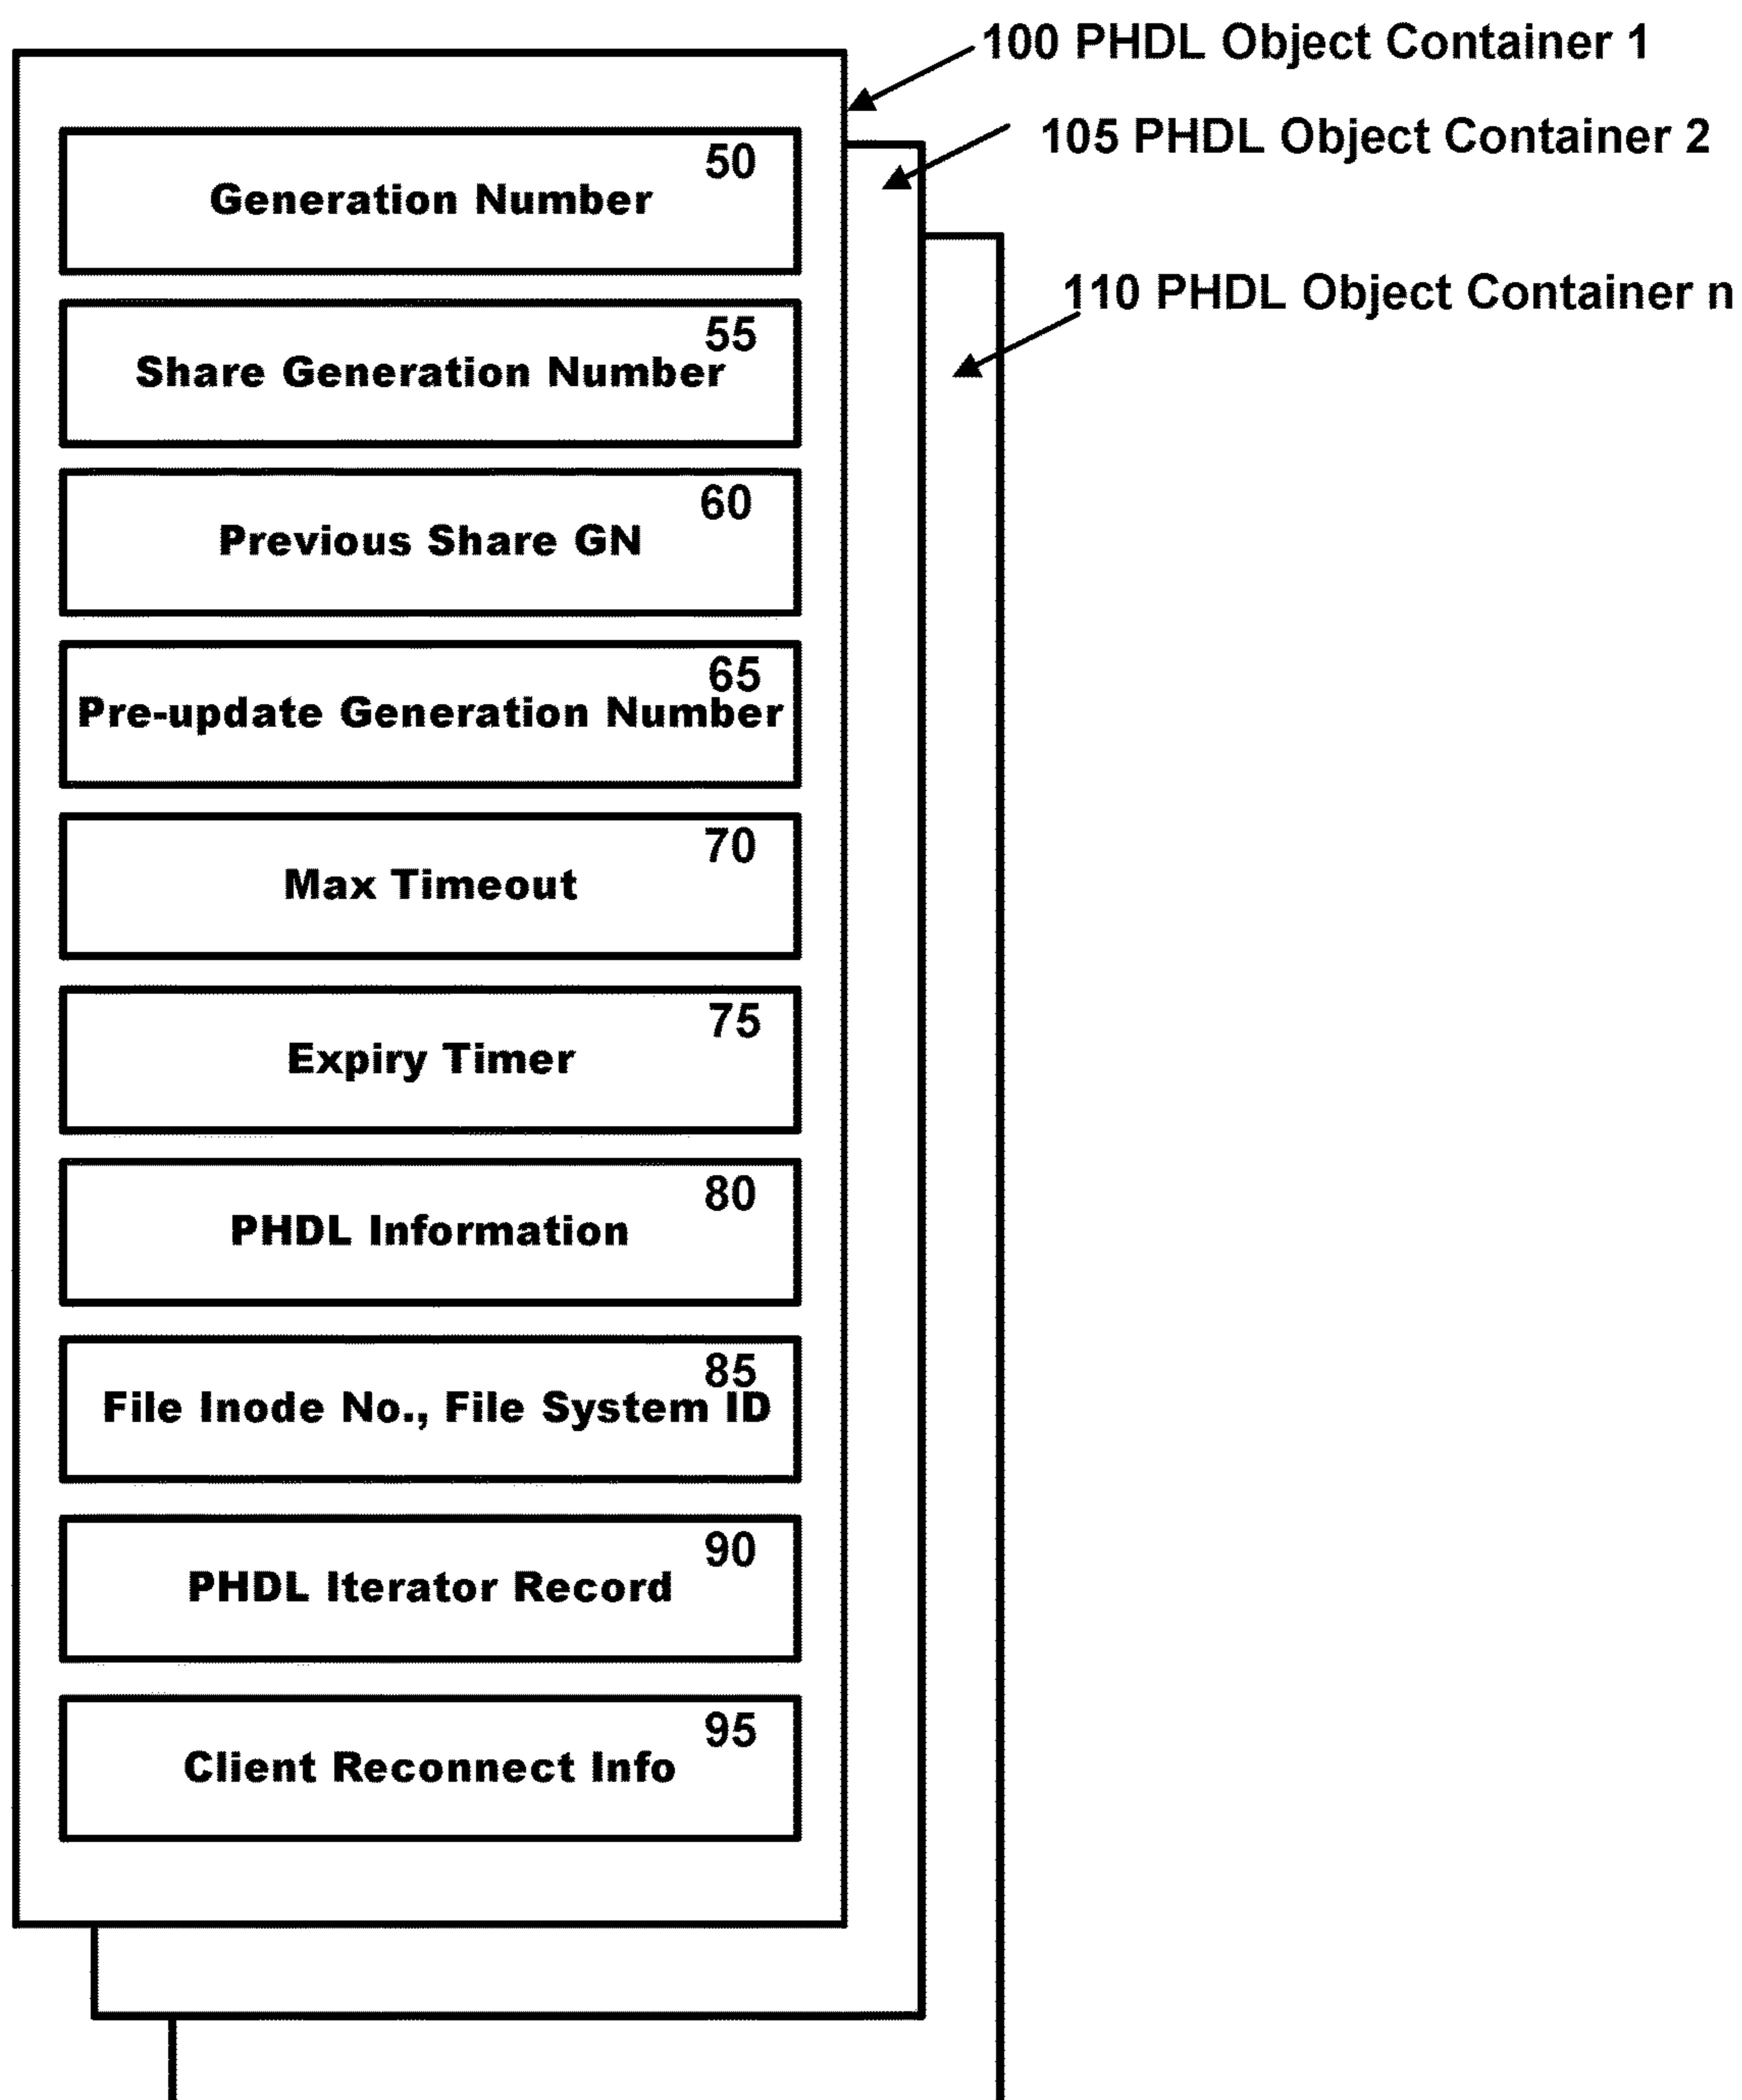 100 PHDL Object Container 1
105 PHDL Object Container 2
110 PHDL Object Container n
50
Generation Number
55
Share Generation Number
60
Previous Share GN
65
Pre-update Generation Number
70
Max Timeout
75
Expiry Timer
80
PHDL Information
85
File Inode No., File System ID
90
PHDL Iterator Record
95
Client Reconnect Info